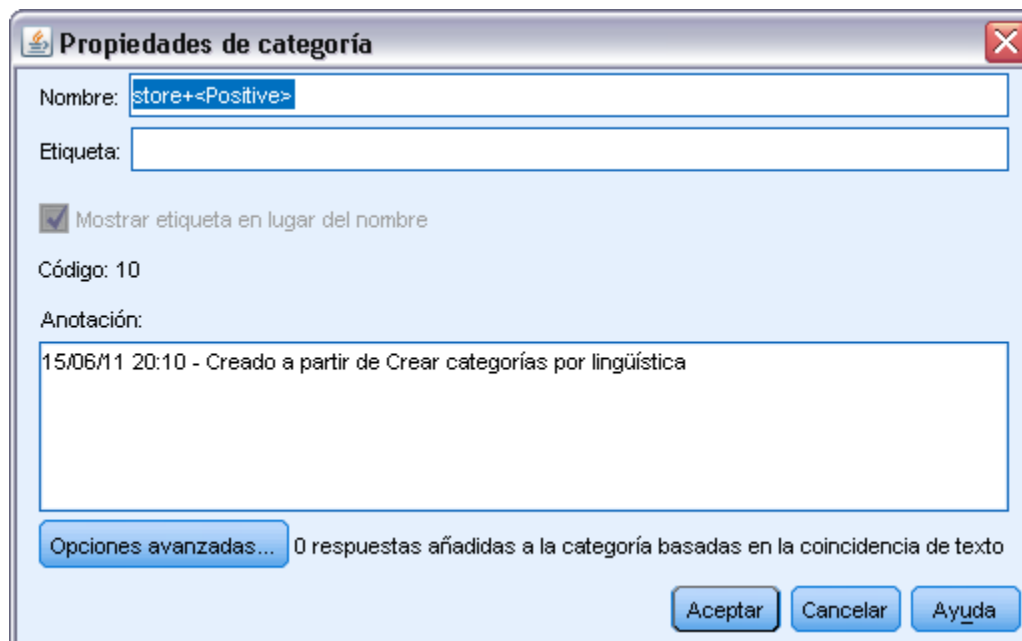 Propiedades de categoría
Nombre: store+<Positive>
Etiqueta:
Mostrar etiqueta en lugar del nombre
Código: 10
Anotación:
15/06/11 20:10 - Creado a partir de Crear categorías por lingüística
Opciones avanzadas... 0 respuestas añadidas a la categoría basadas en la coincidencia de texto
Aceptar Cancelar Ayuda